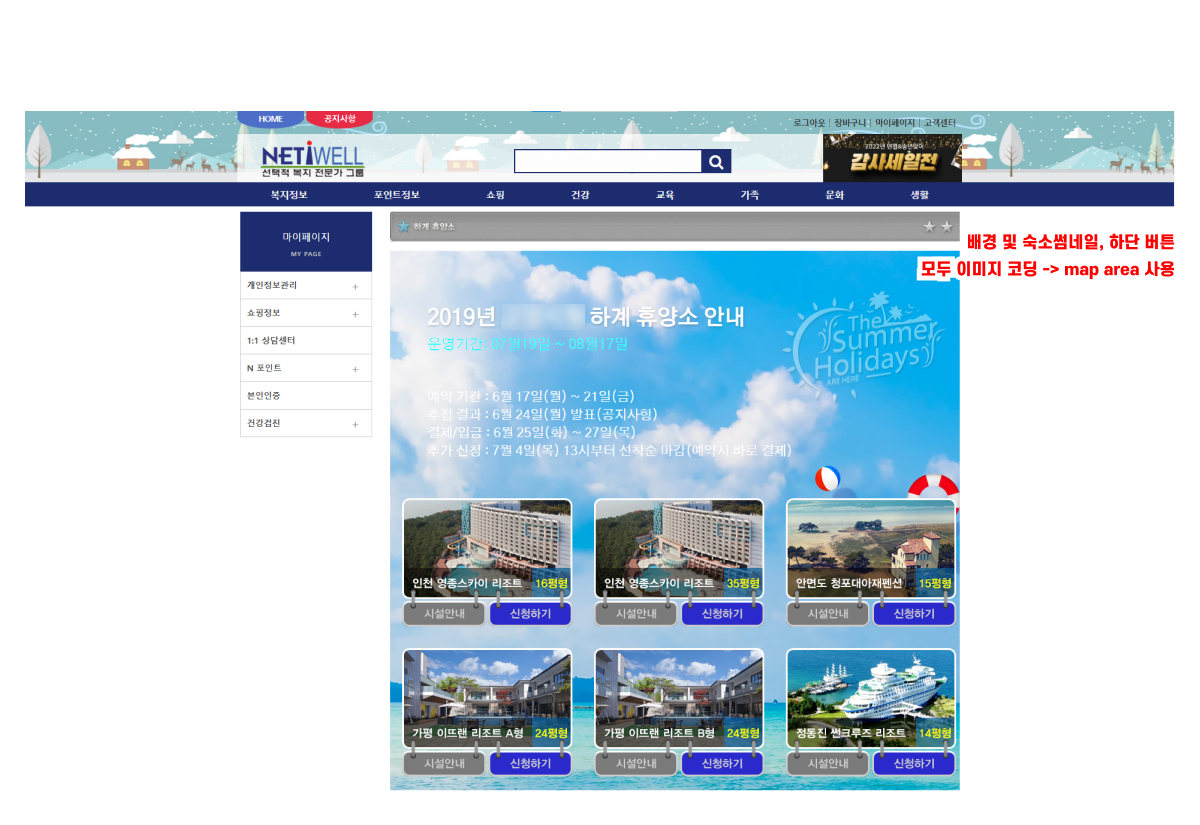 HOME 공지사항
로그아웃 | 장바구니 | 마이페이지 | 고객센터
NETiWELL
선택적 복지 전문가 그룹
감사세일전
복지정보 포인트정보 쇼핑 건강 교육 가족 문화 생활
마이페이지
MY PAGE
개인정보관리 +
쇼핑정보 +
1:1 상담센터
N 포인트 +
본인인증
건강검진 +
하계 휴양소
배경 및 숙소썸네일, 하단 버튼
모두 이미지 코딩 -> map area 사용
2019년 하계 휴양소 안내
운영기간: 07월19일 ~ 08월17일
The
Summer
Holidays
ARE HERE
예약 기간 : 6월 17일(월) ~ 21일(금)
추첨 결과 : 6월 24일(월) 발표(공지사항)
결제/입금 : 6월 25일(화) ~ 27일(목)
추가 신청 : 7월 4일(목) 13시부터 선착순 마감(예약시 바로 결제)
인천 영종스카이 리조트 16평형
시설안내 신청하기
인천 영종스카이 리조트 35평형
시설안내 신청하기
안면도 청포대아재펜션 15평형
시설안내 신청하기
가평 이뜨랜 리조트 A형 24평형
시설안내 신청하기
가평 이뜨랜 리조트 B형 24평형
시설안내 신청하기
정동진 썬크루즈 리조트 14평형
시설안내 신청하기